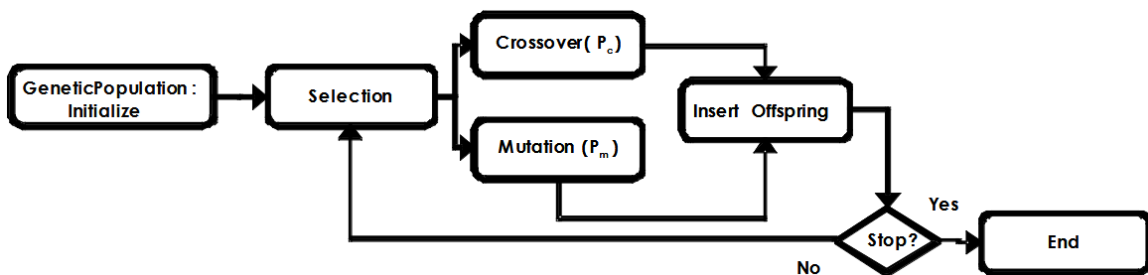 GeneticPopulation :
Initialize
Selection
Crossover( Pc)
Mutation (Pm)
Insert Offspring
Stop?
Yes
No
End